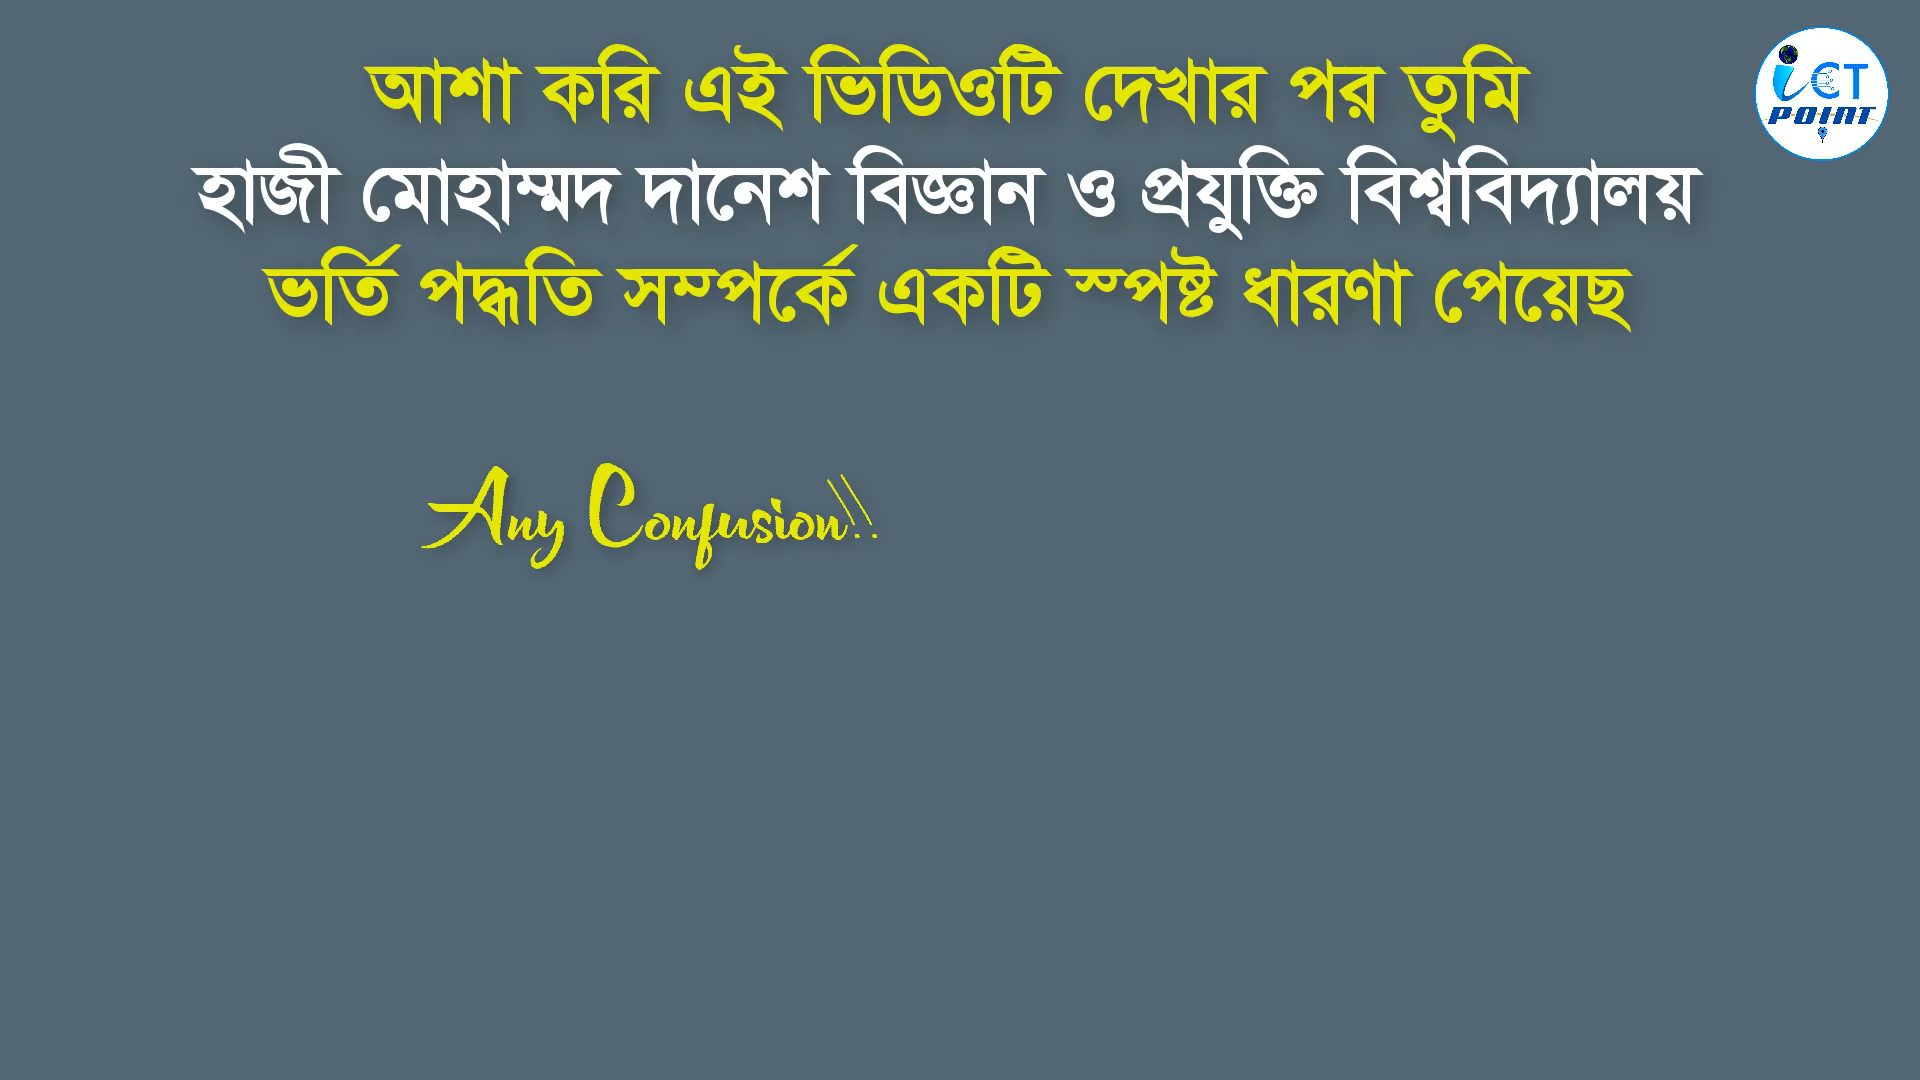 আশা করি এই ভিডিওটি দেখার পর তুমি
হাজী মোহাম্মদ দানেশ বিজ্ঞান ও প্রযুক্তি বিশ্ববিদ্যালয়
ভর্তি পদ্ধতি সম্পর্কে একটি স্পষ্ট ধারণা পেয়েছ
Any Confusion!!
iCT
POINT